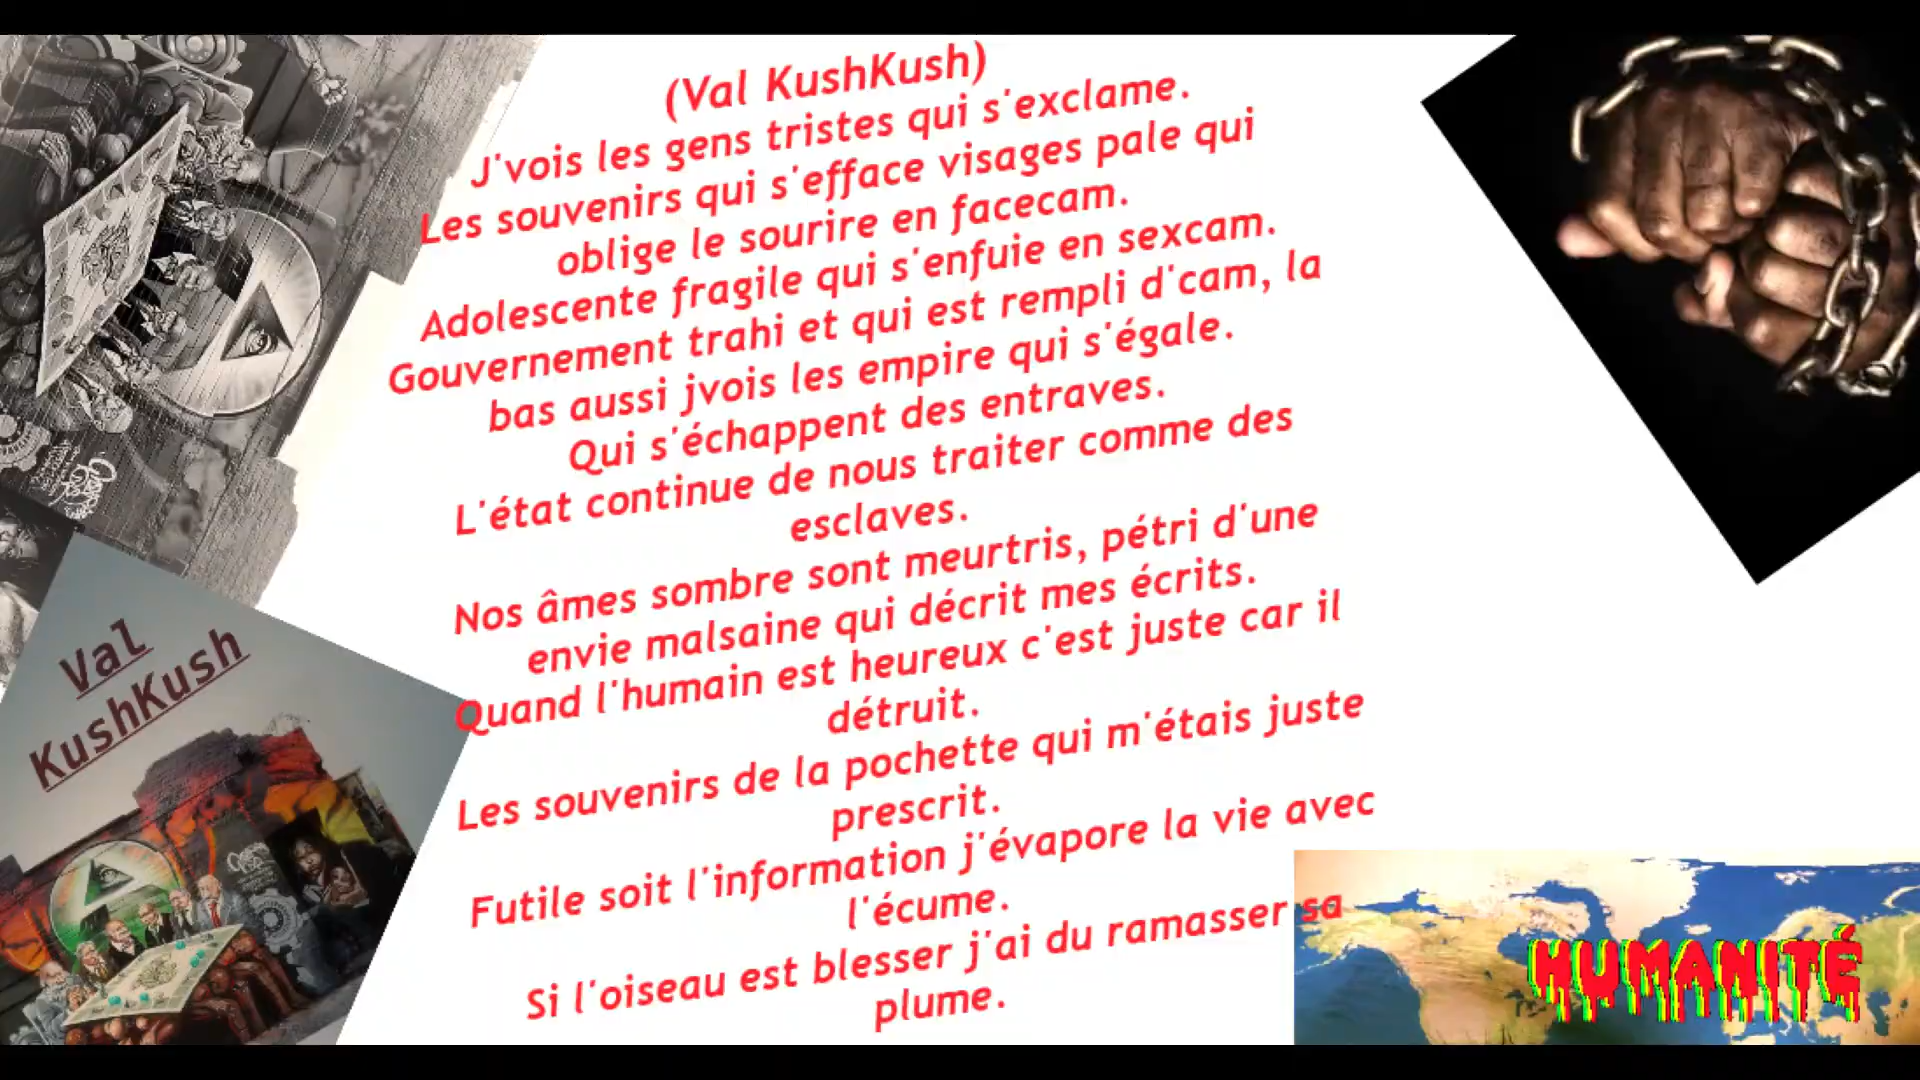 (Val KushKush)
J'vois les gens tristes qui s'exclame.
Les souvenirs qui s'efface visages pale qui
oblige le sourire en facecam.
Adolescente fragile qui s'enfuie en sexcam.
Gouvernement trahi et qui est rempli d'cam, la
bas aussi jvois les empire qui s'égale.
Qui s'échappent des entraves.
L'état continue de nous traiter comme des
esclaves.
Nos âmes sombre sont meurtris, pétri d'une
envie malsaine qui décrit mes écrits.
Quand l'humain est heureux c'est juste car il
détruit.
Les souvenirs de la pochette qui m'étais juste
prescrit.
Futile soit l'information j'évapore la vie avec
l'écume.
Si l'oiseau est blesser j'ai du ramasser sa
plume.
Val
KushKush
HUMANITÉ